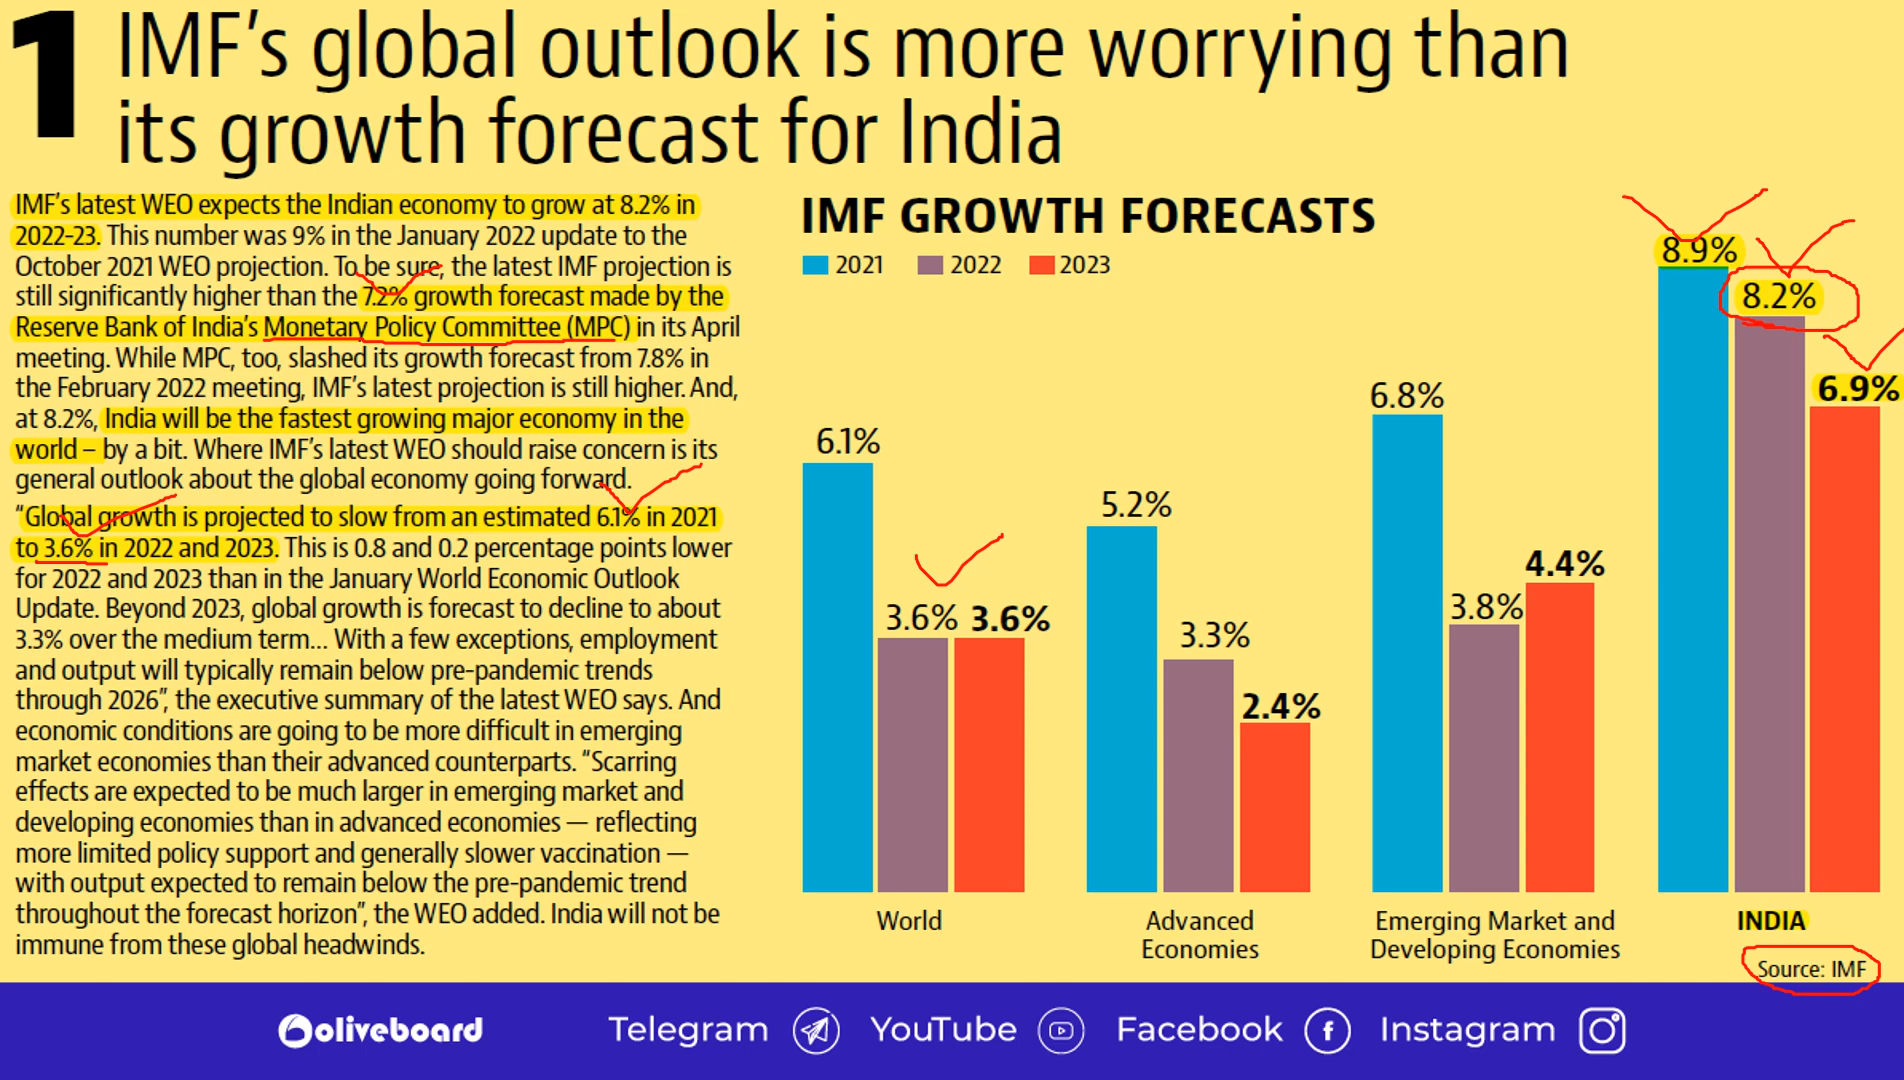 1
IMF's global outlook is more worrying than
its growth forecast for India
IMF's latest WEO expects the Indian economy to grow at 8.2% in
2022-23. This number was 9% in the January 2022 update to the
October 2021 WEO projection. To be sure, the latest IMF projection is
still significantly higher than the 7.2% growth forecast made by the
Reserve Bank of India's Monetary Policy Committee (MPC) in its April
meeting. While MPC, too, slashed its growth forecast from 7.8% in
the February 2022 meeting, IMF's latest projection is still higher. And,
at 8.2%, India will be the fastest growing major economy in the
world – by a bit. Where IMF's latest WEO should raise concern is its
general outlook about the global economy going forward.
“Global growth is projected to slow from an estimated 6.1% in 2021
to 3.6% in 2022 and 2023. This is 0.8 and 0.2 percentage points lower
for 2022 and 2023 than in the January World Economic Outlook
Update. Beyond 2023, global growth is forecast to decline to about
3.3% over the medium term... With a few exceptions, employment
and output will typically remain below pre-pandemic trends
through 2026”, the executive summary of the latest WEO says. And
economic conditions are going to be more difficult in emerging
market economies than their advanced counterparts. “Scarring
effects are expected to be much larger in emerging market and
developing economies than in advanced economies — reflecting
more limited policy support and generally slower vaccination —
with output expected to remain below the pre-pandemic trend
throughout the forecast horizon”, the WEO added. India will not be
immune from these global headwinds.
IMF GROWTH FORECASTS
2021 2022 2023
6.1% 3.6% 3.6%
World
5.2% 3.3% 2.4%
Advanced
Economies
6.8% 3.8% 4.4%
Emerging Market and
Developing Economies
8.9% 8.2% 6.9%
INDIA
Source: IMF
oliveboard Telegram YouTube Facebook Instagram